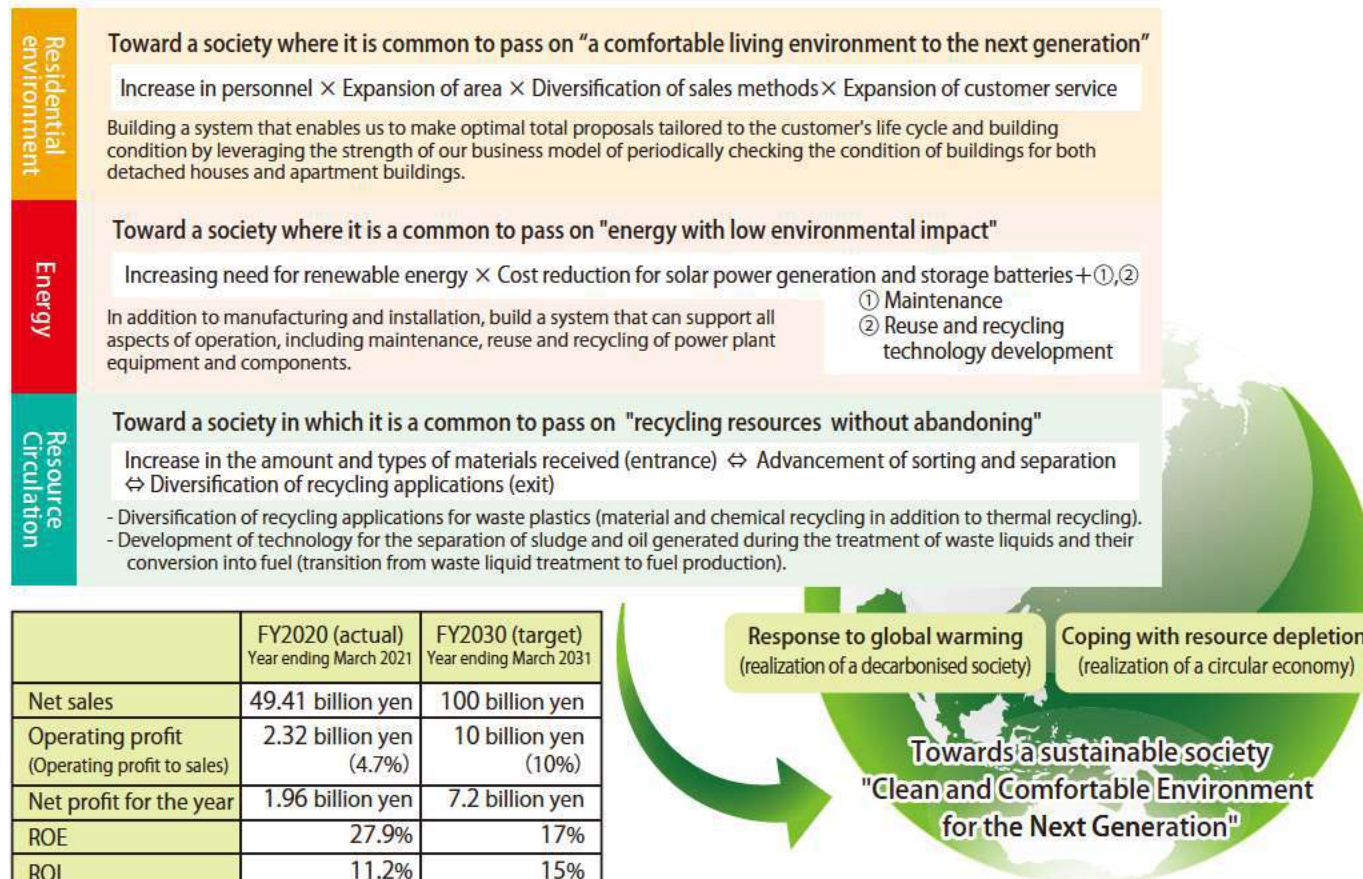 Residential
environment
Toward a society where it is common to pass on “a comfortable living environment to the next generation”
Increase in personnel × Expansion of area × Diversification of sales methods× Expansion of customer service
Building a system that enables us to make optimal total proposals tailored to the customer's life cycle and building
condition by leveraging the strength of our business model of periodically checking the condition of buildings for both
detached houses and apartment buildings.
Energy
Toward a society where it is a common to pass on "energy with low environmental impact"
Increasing need for renewable energy × Cost reduction for solar power generation and storage batteries+①,②
① Maintenance
② Reuse and recycling
technology development
In addition to manufacturing and installation, build a system that can support all
aspects of operation, including maintenance, reuse and recycling of power plant
equipment and components.
Resource
Circulation
Toward a society in which it is a common to pass on "recycling resources without abandoning"
Increase in the amount and types of materials received (entrance) ⇔ Advancement of sorting and separation
⇔ Diversification of recycling applications (exit)
- Diversification of recycling applications for waste plastics (material and chemical recycling in addition to thermal recycling).
- Development of technology for the separation of sludge and oil generated during the treatment of waste liquids and their
conversion into fuel (transition from waste liquid treatment to fuel production).
FY2020 (actual) FY2030 (target)
Year ending March 2021 Year ending March 2031
Net sales 49.41 billion yen 100 billion yen
Operating profit 2.32 billion yen 10 billion yen
(Operating profit to sales) (4.7%) (10%)
Net profit for the year 1.96 billion yen 7.2 billion yen
ROE 27.9% 17%
ROI 11.2% 15%
Response to global warming
(realization of a decarbonised society)
Coping with resource depletion
(realization of a circular economy)
Towards a sustainable society
"Clean and Comfortable Environment
for the Next Generation"